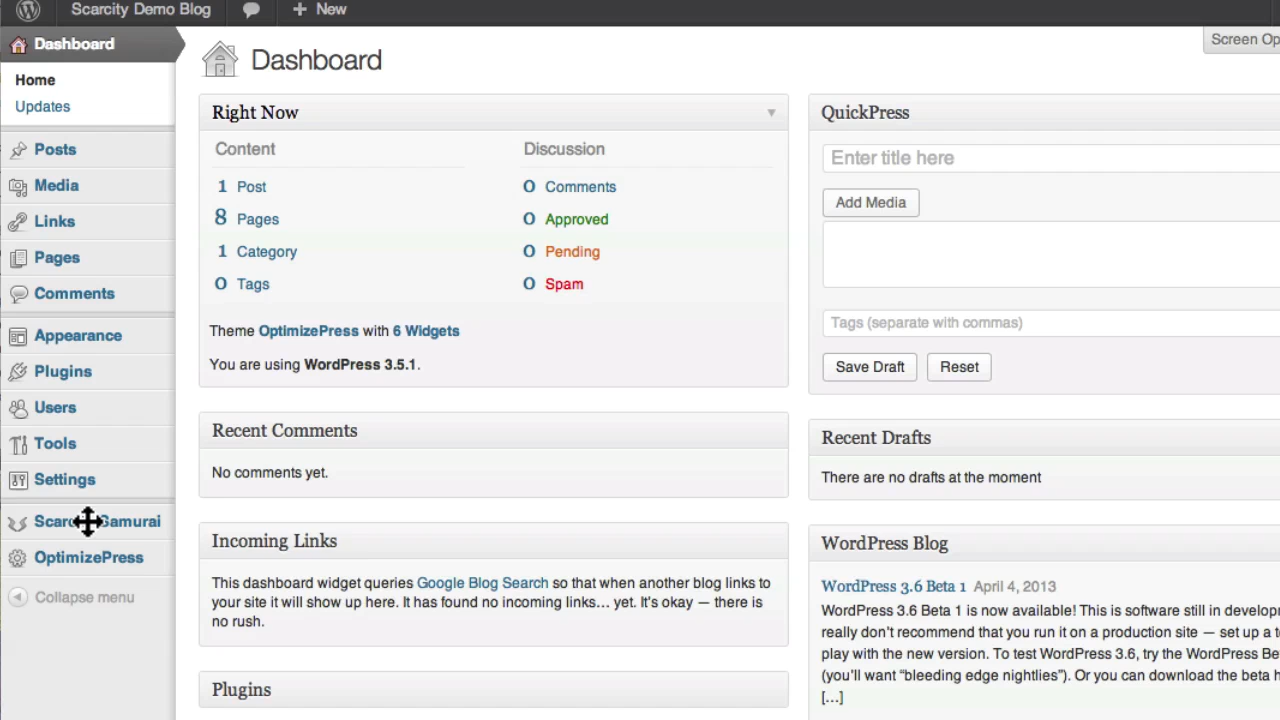 Scarcity Demo Blog
+ New
Dashboard
Home
Updates
Posts
Media
Links
Pages
Comments
Appearance
Plugins
Users
Tools
Settings
Samurai
OptimizePress
Collapse menu
Screen Op
Dashboard
Right Now
Content
Discussion
1 Post
0 Comments
8 Pages
0 Approved
1 Category
0 Pending
0 Tags
0 Spam
Theme OptimizePress with 6 Widgets
You are using WordPress 3.5.1.
Recent Comments
No comments yet.
Incoming Links
This dashboard widget queries Google Blog Search so that when another blog links to
your site it will show up here. It has found no incoming links… yet. It's okay — there is
no rush.
Plugins
QuickPress
Enter title here
Add Media
Tags (separate with commas)
Save Draft
Reset
Recent Drafts
There are no drafts at the moment
WordPress Blog
WordPress 3.6 Beta 1 April 4, 2013
WordPress 3.6 Beta 1 is now available! This is software still in develop
really don't recommend that you run it on a production site — set up a te
play with the new version. To test WordPress 3.6, try the WordPress Be
(you'll want “bleeding edge nightlies”). Or you can download the beta h
[…]